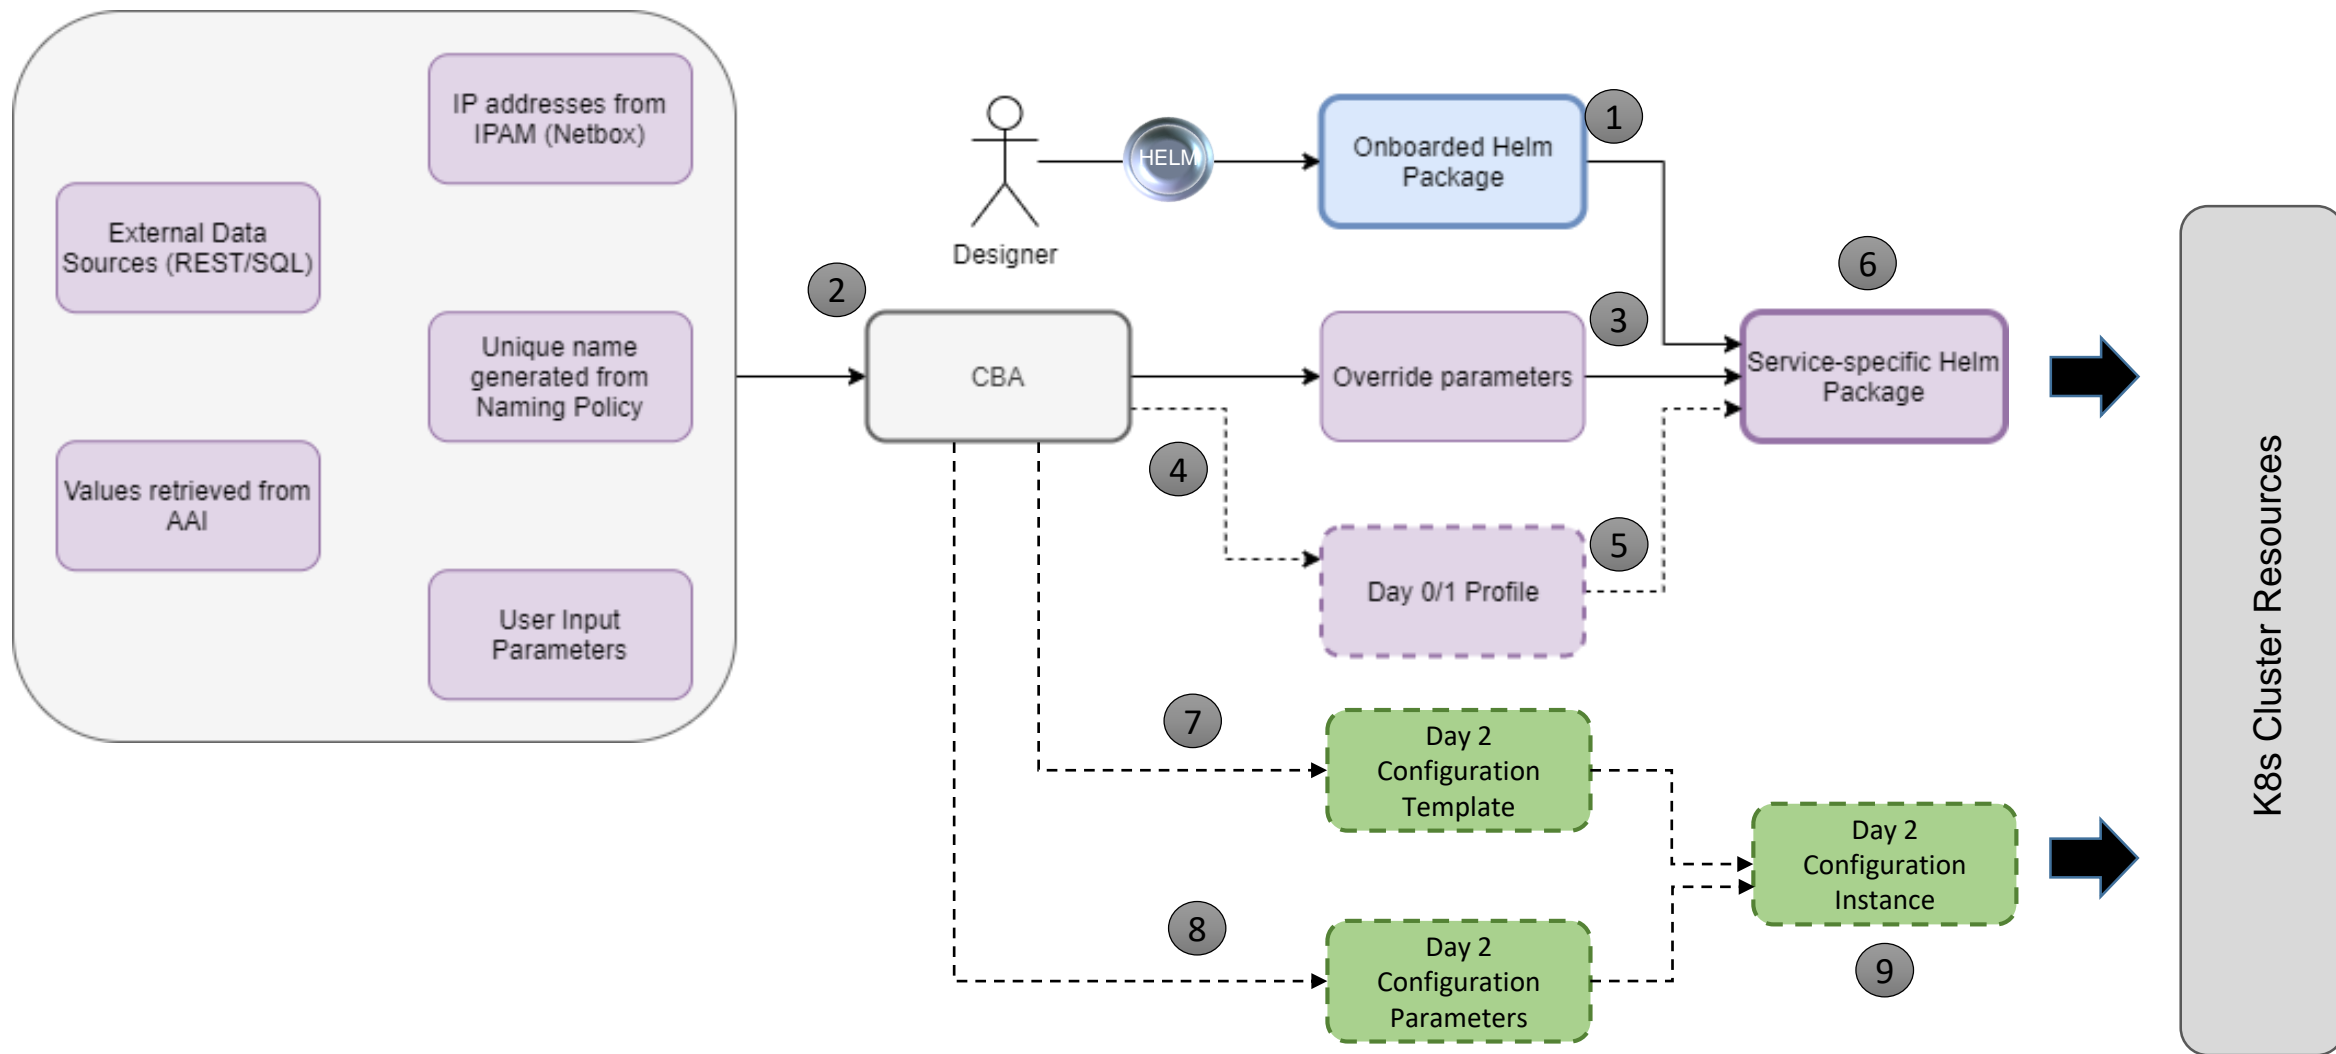 IP addresses from
IPAM (Netbox)
External Data
Sources (REST/SQL)
Unique name
generated from
Naming Policy
Values retrieved from
AAI
User Input
Parameters
Designer
HELM
Onboarded Helm
Package
1
2
CBA
Override parameters
3
4
Day 0/1 Profile
5
6
Service-specific Helm
Package
7
Day 2
Configuration
Template
8
Day 2
Configuration
Parameters
Day 2
Configuration
Instance
9
K8s Cluster Resources